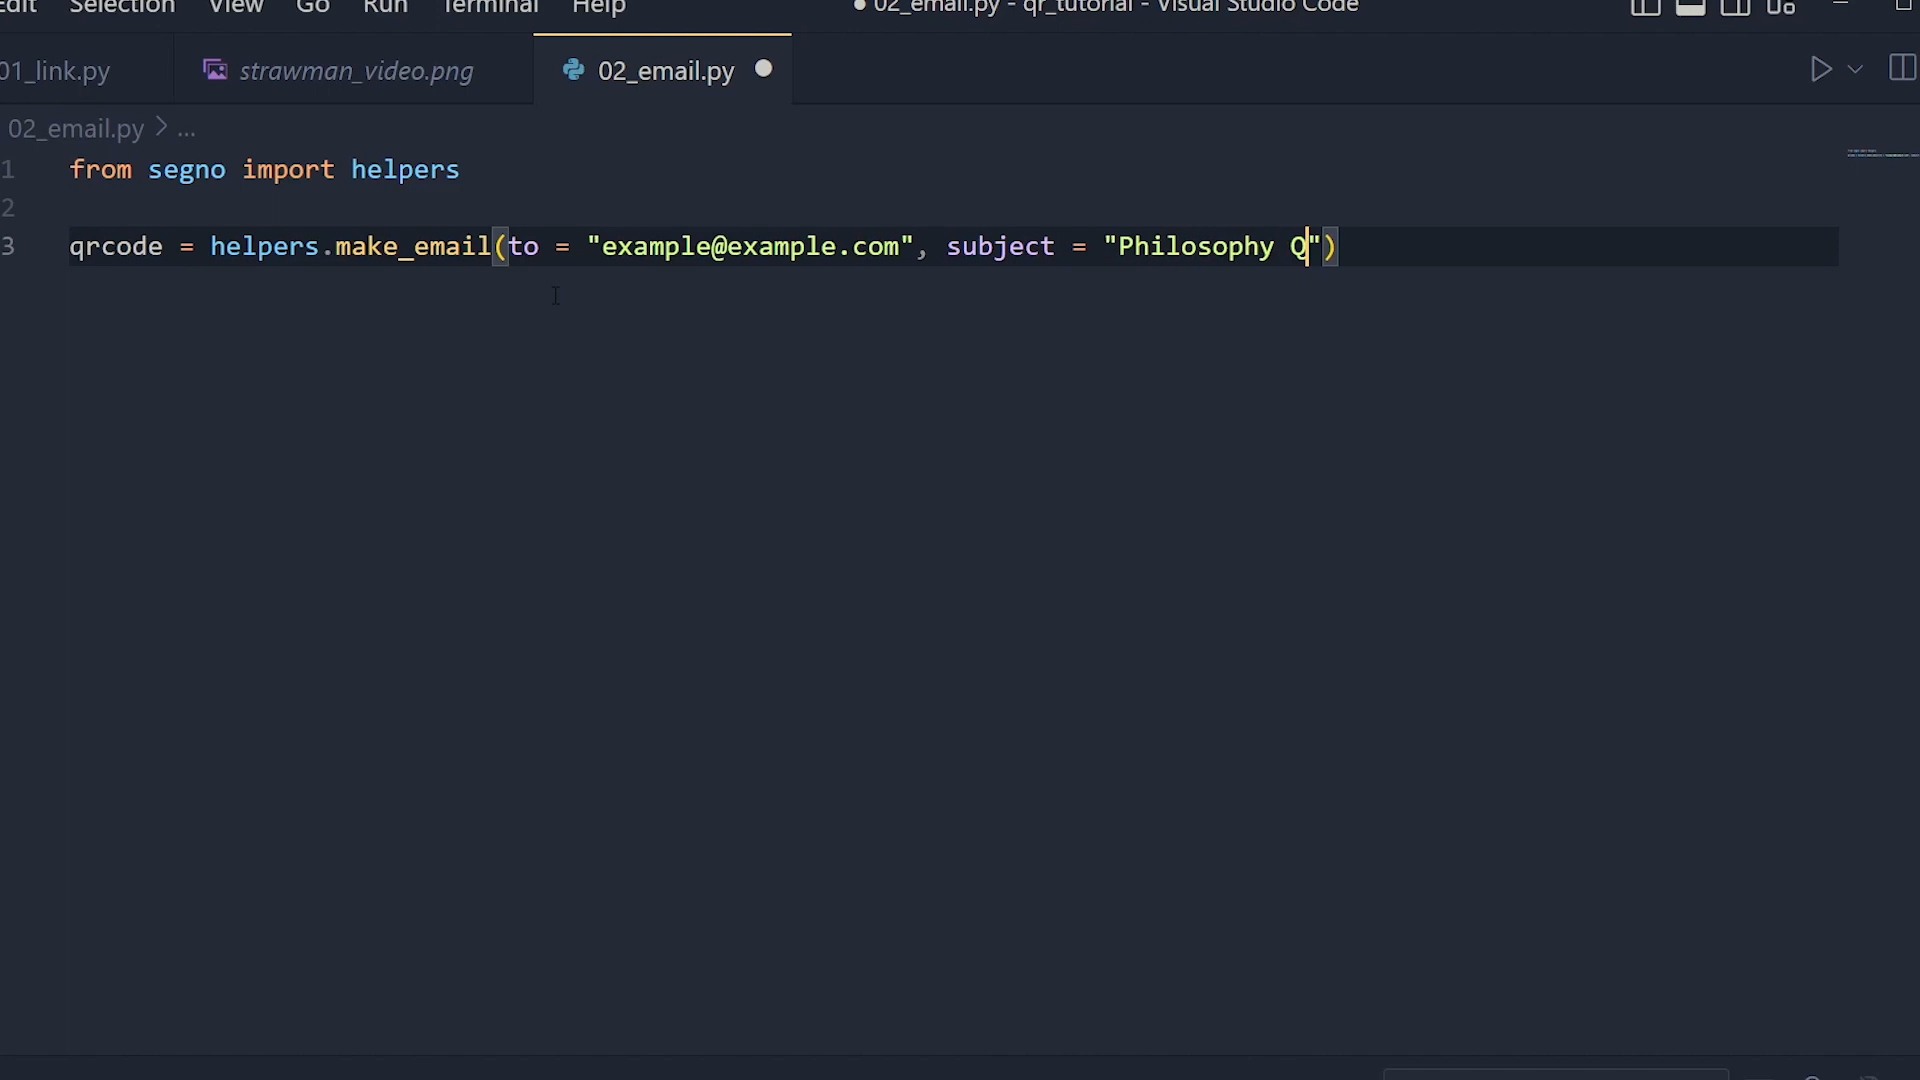 Edit Selection View Go Run Terminal Help ● 02_email.py - qr_tutorial - Visual Studio Code
01_link.py strawman_video.png 02_email.py
02_email.py > ...
1 from segno import helpers
2
3 qrcode = helpers.make_email(to = "example@example.com", subject = "Philosophy Q")